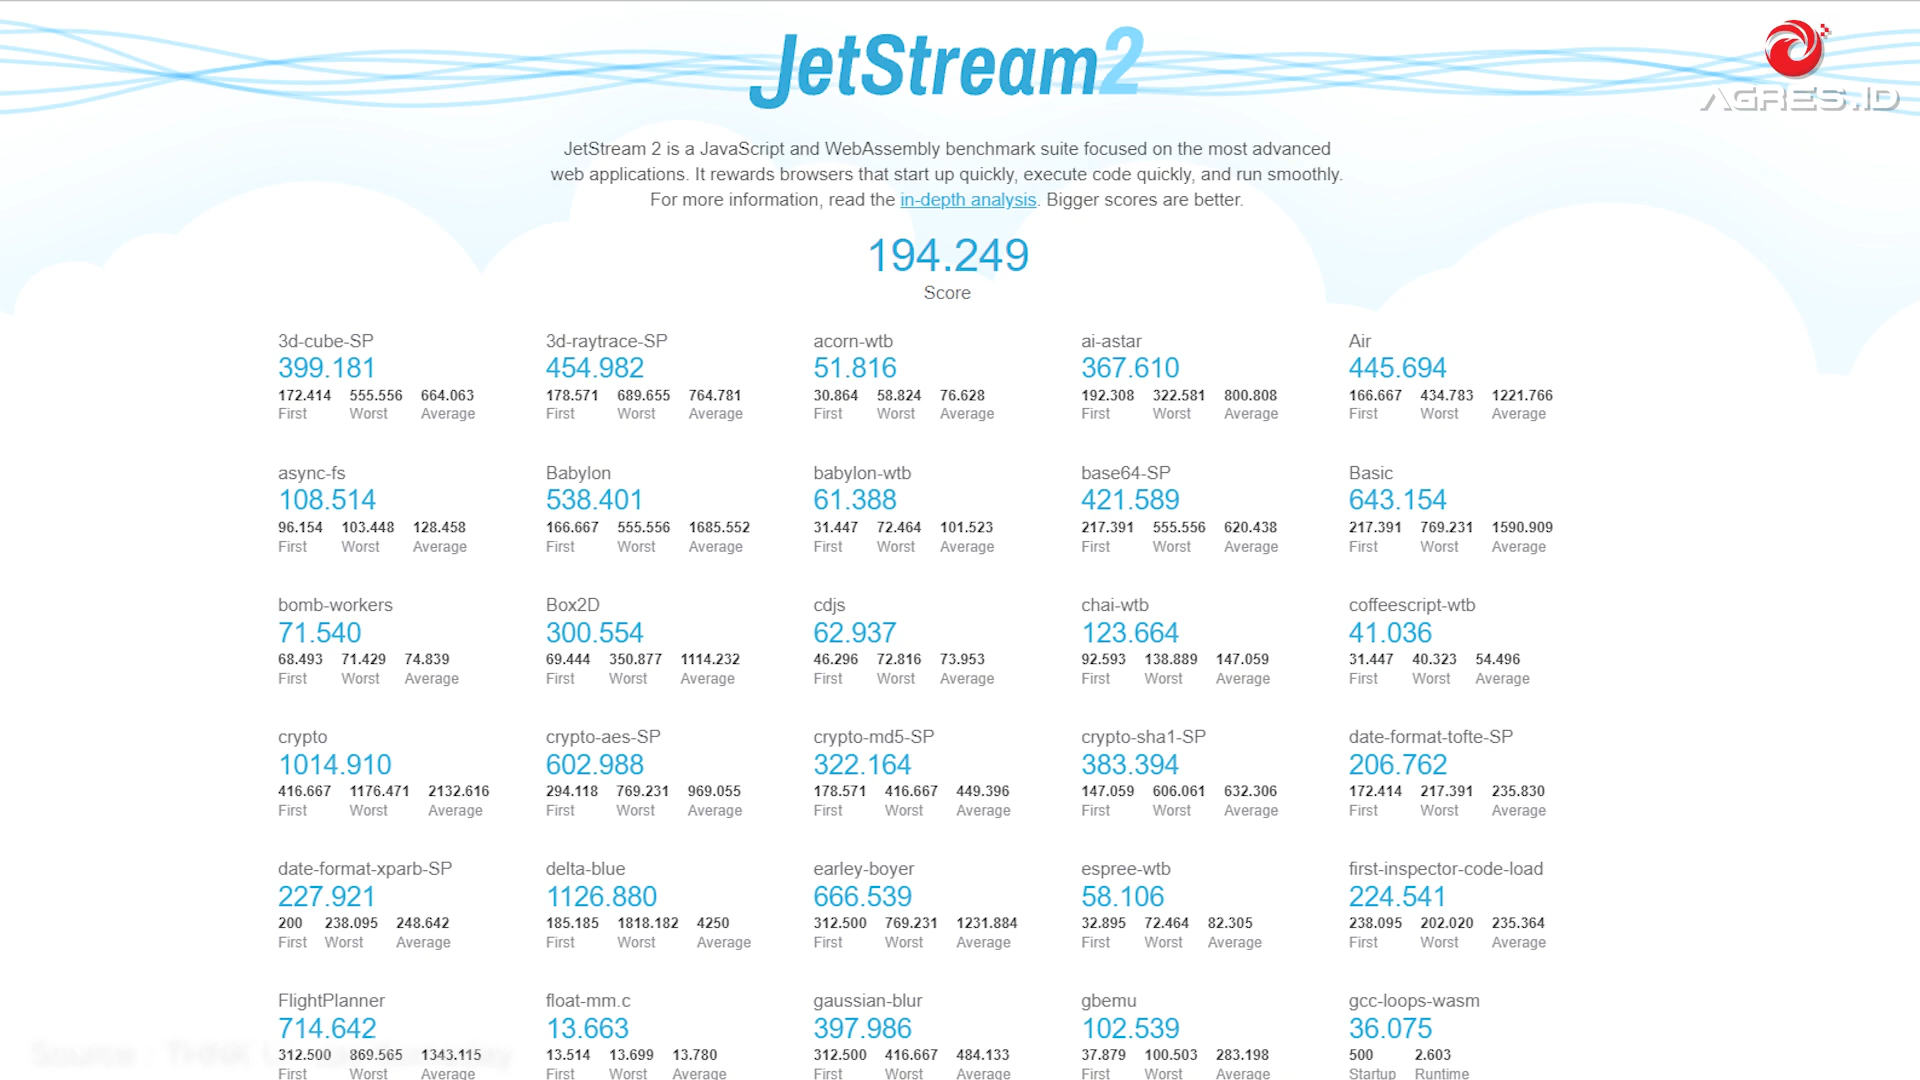 JetStream2
AGRES.ID
JetStream 2 is a JavaScript and WebAssembly benchmark suite focused on the most advanced
web applications. It rewards browsers that start up quickly, execute code quickly, and run smoothly.
For more information, read the in-depth analysis. Bigger scores are better.
194.249
Score
3d-cube-SP 3d-raytrace-SP acorn-wtb ai-astar Air
399.181 454.982 51.816 367.610 445.694
172.414 555.556 664.063 178.571 689.655 764.781 30.864 58.824 76.628 192.308 322.581 800.808 166.667 434.783 1221.766
First Worst Average First Worst Average First Worst Average First Worst Average First Worst Average
async-fs Babylon babylon-wtb base64-SP Basic
108.514 538.401 61.388 421.589 643.154
96.154 103.448 128.458 166.667 555.556 1685.552 31.447 72.464 101.523 217.391 555.556 620.438 217.391 769.231 1590.909
First Worst Average First Worst Average First Worst Average First Worst Average First Worst Average
bomb-workers Box2D cdjs chai-wtb coffeescript-wtb
71.540 300.554 62.937 123.664 41.036
68.493 71.429 74.839 69.444 350.877 1114.232 46.296 72.816 73.953 92.593 138.889 147.059 31.447 40.323 54.496
First Worst Average First Worst Average First Worst Average First Worst Average First Worst Average
crypto crypto-aes-SP crypto-md5-SP crypto-sha1-SP date-format-tofte-SP
1014.910 602.988 322.164 383.394 206.762
416.667 1176.471 2132.616 294.118 769.231 969.055 178.571 416.667 449.396 147.059 606.061 632.306 172.414 217.391 235.830
First Worst Average First Worst Average First Worst Average First Worst Average First Worst Average
date-format-xparb-SP delta-blue earley-boyer espree-wtb first-inspector-code-load
227.921 1126.880 666.539 58.106 224.541
200 238.095 248.642 185.185 1818.182 4250 312.500 769.231 1231.884 32.895 72.464 82.305 238.095 202.020 235.364
First Worst Average First Worst Average First Worst Average First Worst Average First Worst Average
FlightPlanner float-mm.c gaussian-blur gbemu gcc-loops-wasm
714.642 13.663 397.986 102.539 36.075
312.500 869.565 1343.115 13.514 13.699 13.780 312.500 416.667 484.133 37.879 100.503 283.198 500 2.603
First Worst Average First Worst Average First Worst Average First Worst Average Startup Runtime
Source :